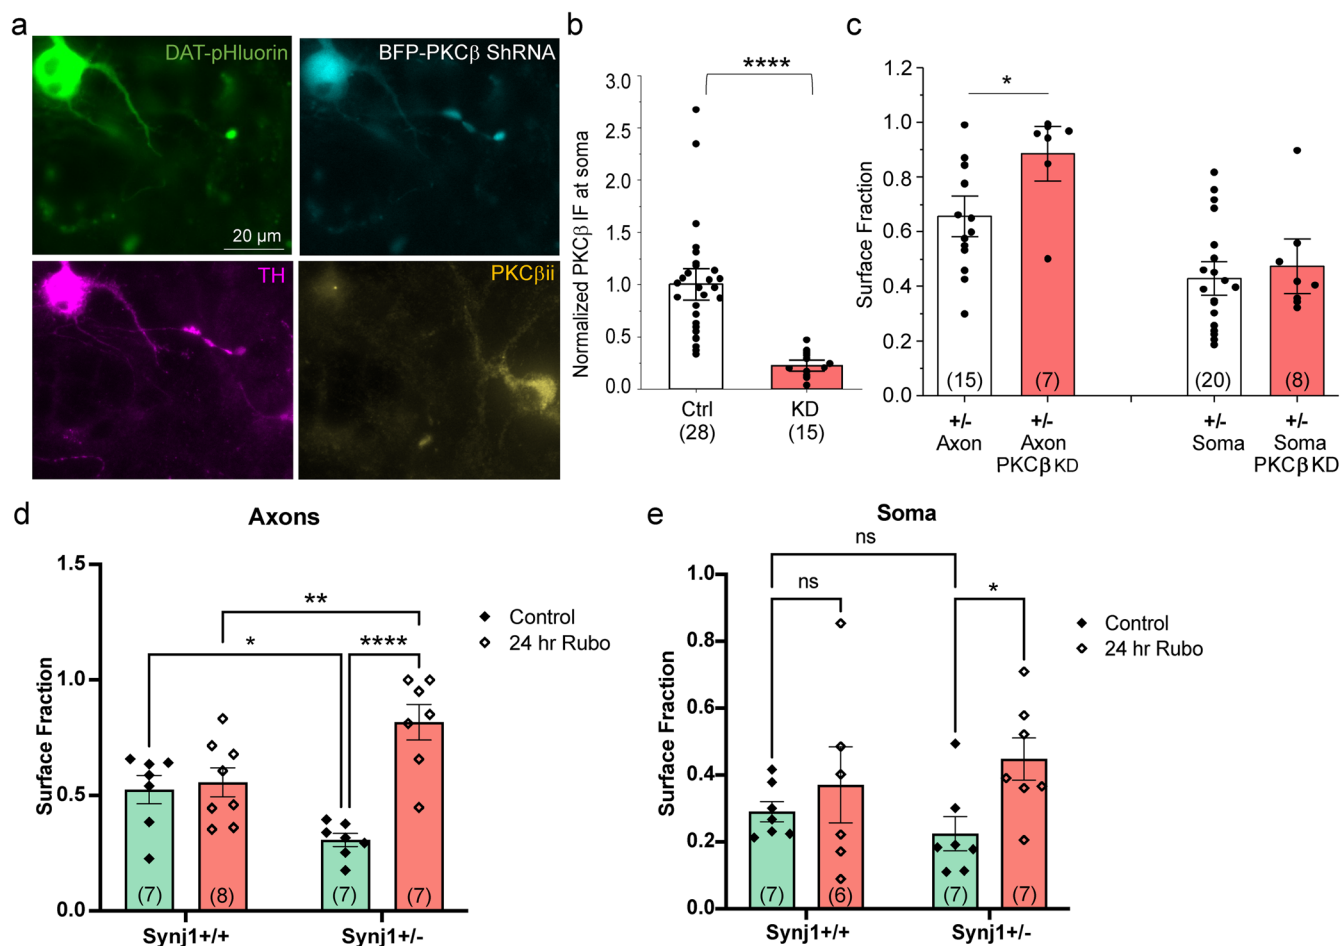 a
DAT-pHluorin
20 µm
BFP-PKCβ ShRNA
TH
PKCβii
b
****
Normalized PKCβ IF at soma
3.0
2.5
2.0
1.5
1.0
0.5
0.0
Ctrl
(28)
KD
(15)
c
*
Surface Fraction
1.2
1.0
0.8
0.6
0.4
0.2
0.0
(15)
(7)
(20)
(8)
+/-
Axon
+/-
Axon
PKCβ KD
+/-
Soma
+/-
Soma
PKCβ KD
d
Axons
Surface Fraction
1.5
1.0
0.5
0.0
**
*
****
Control
24 hr Rubo
(7)
(8)
(7)
(7)
Synj1+/+
Synj1+/-
e
Soma
Surface Fraction
1.0
0.8
0.6
0.4
0.2
0.0
ns
ns
*
Control
24 hr Rubo
(7)
(6)
(7)
(7)
Synj1+/+
Synj1+/-